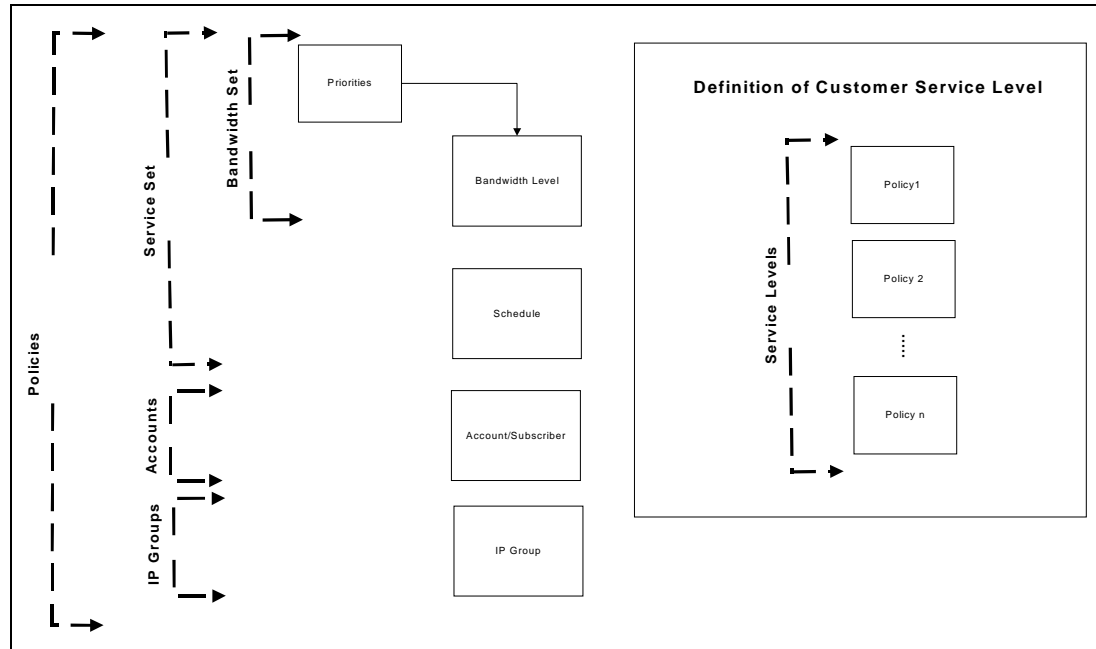 Policies
Service Set
Accounts
IP Groups
Bandwidth Set
Priorities
Bandwidth Level
Schedule
Account/Subscriber
IP Group
Definition of Customer Service Level
Service Levels
Policy1
Policy 2
.....
Policy n